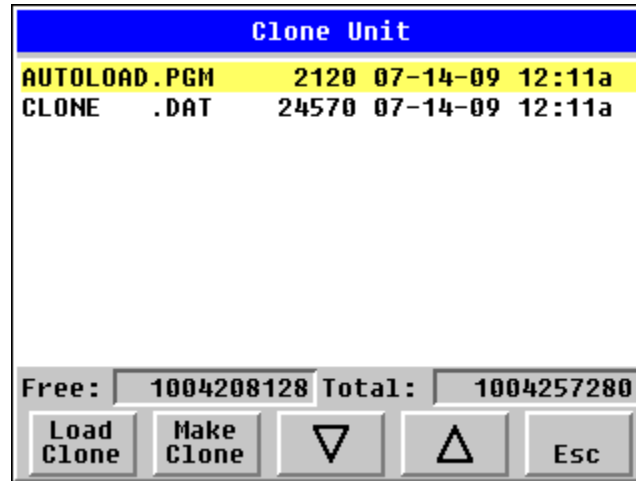 Clone Unit
AUTOLOAD.PGM 2120 07-14-09 12:11a
CLONE .DAT 24570 07-14-09 12:11a
Free: 1004208128 Total: 1004257280
Load Clone Make Clone Esc